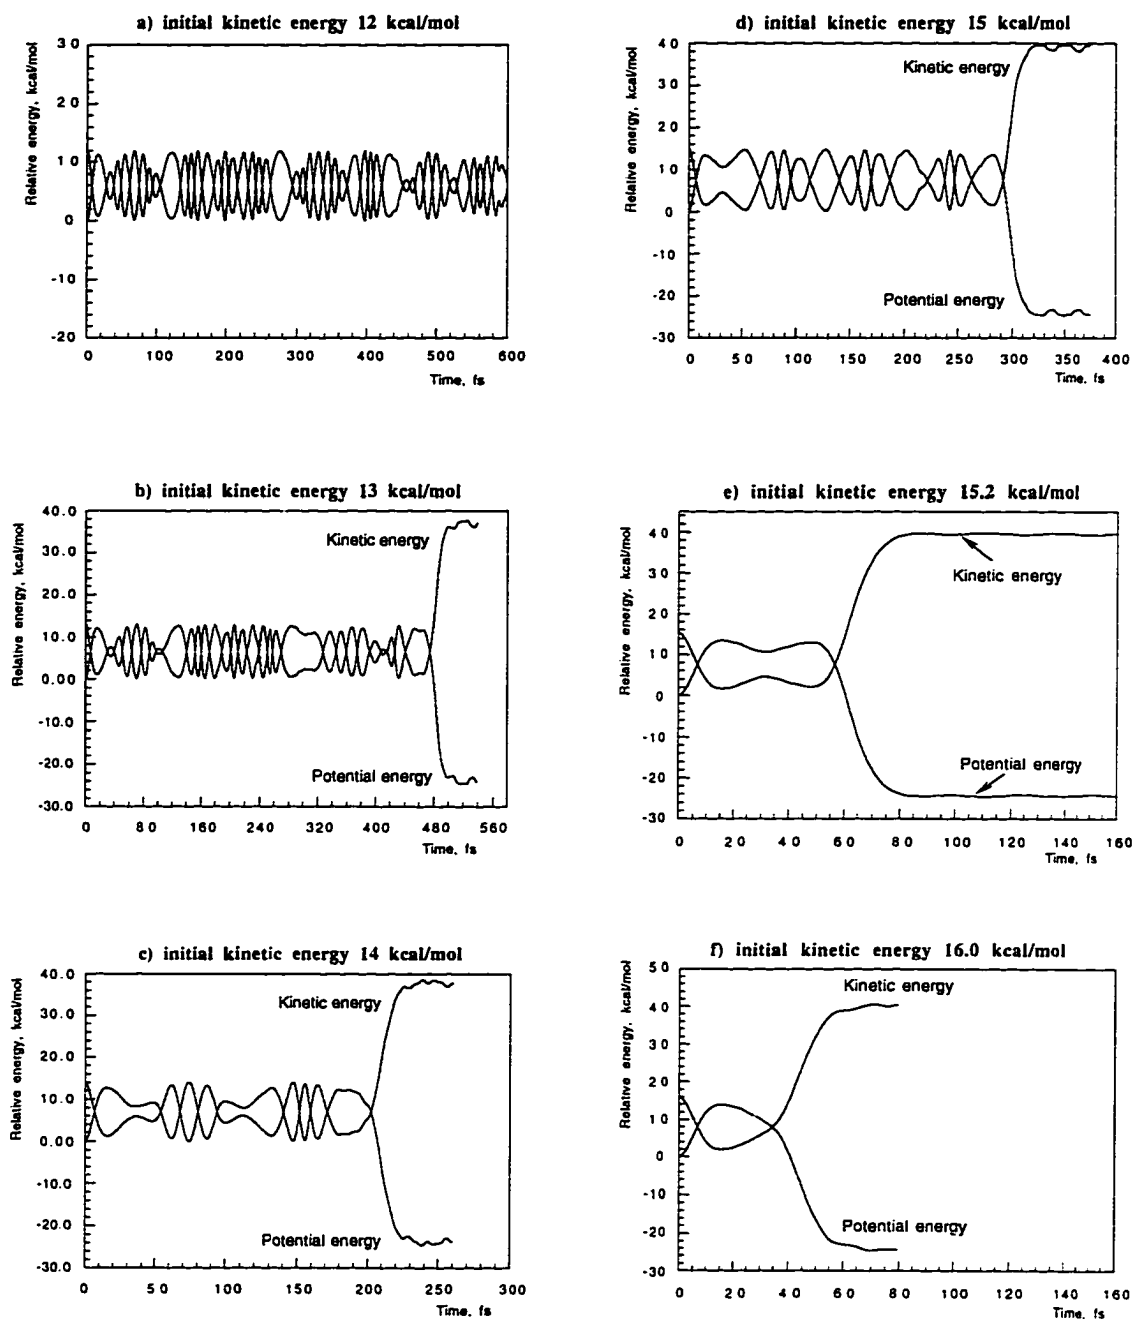 a) initial kinetic energy 12 kcal/mol
Relative energy, kcal/mol
30
20
10
0
-10
-20
0 100 200 300 400 500 600
Time, fs
b) initial kinetic energy 13 kcal/mol
Relative energy, kcal/mol
40.0
30.0
20.0
10.0
0.00
-10.0
-20.0
-30.0
Kinetic energy
Potential energy
0 80 160 240 320 400 480 560
Time, fs
c) initial kinetic energy 14 kcal/mol
Relative energy, kcal/mol
40.0
30.0
20.0
10.0
0.00
-10.0
-20.0
-30.0
Kinetic energy
Potential energy
0 50 100 150 200 250 300
Time, fs
d) initial kinetic energy 15 kcal/mol
Relative energy, kcal/mol
40
30
20
10
0
-10
-20
-30
Kinetic energy
Potential energy
0 50 100 150 200 250 300 350 400
Time, fs
e) initial kinetic energy 15.2 kcal/mol
Relative energy, kcal/mol
40
30
20
10
0
-10
-20
-30
Kinetic energy
Potential energy
0 20 40 60 80 100 120 140 160
Time, fs
f) initial kinetic energy 16.0 kcal/mol
Relative energy, kcal/mol
50
40
30
20
10
0
-10
-20
-30
Kinetic energy
Potential energy
0 20 40 60 80 100 120 140 160
Time, fs